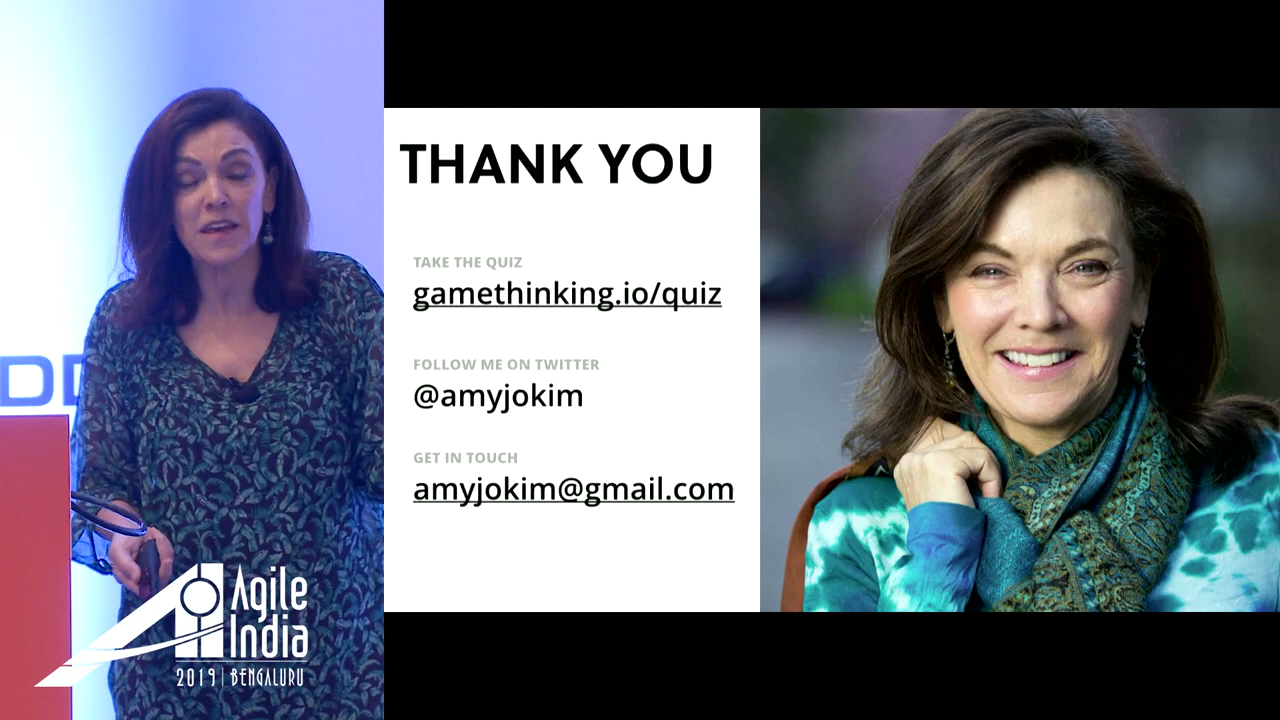 THANK YOU
TAKE THE QUIZ
gamethinking.io/quiz
FOLLOW ME ON TWITTER
@amyjokim
GET IN TOUCH
amyjokim@gmail.com
Agile
India
2019 | BENGALURU